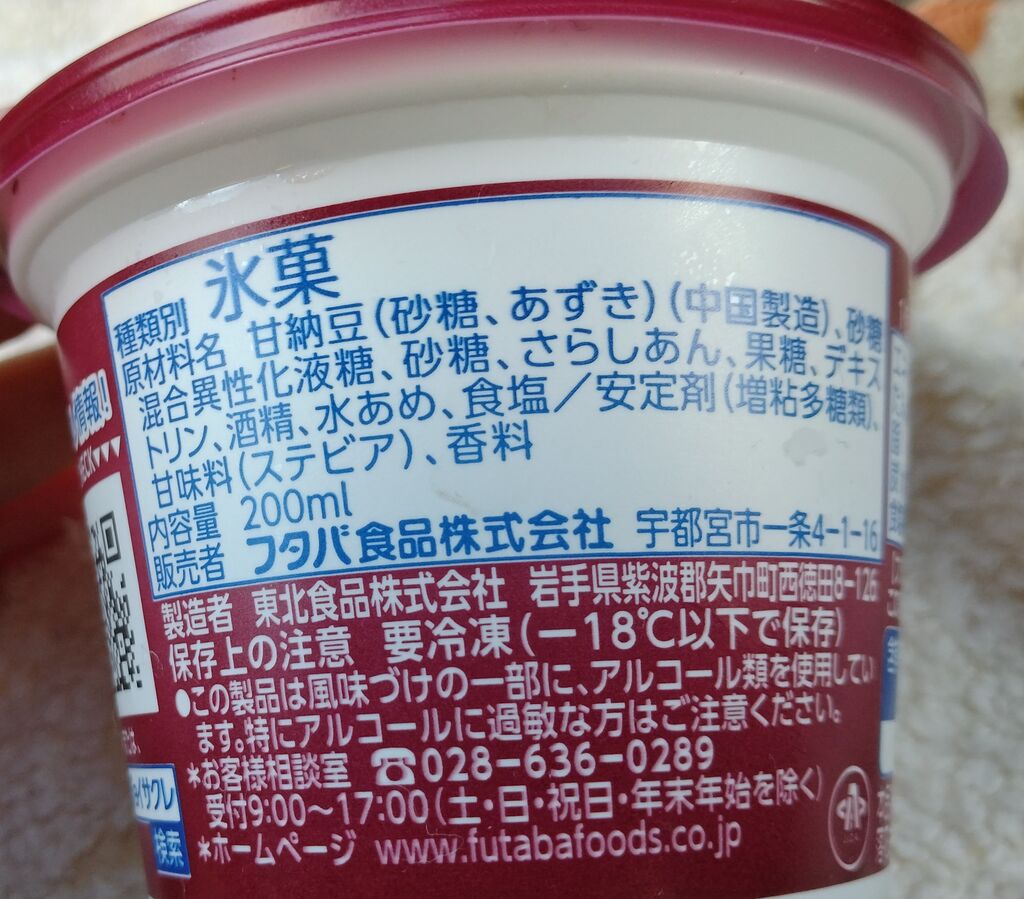 種類別 氷菓
原材料名 甘納豆(砂糖、あずき)(中国製造)、砂糖
混合異性化液糖、砂糖、さらしあん、果糖、デキス
トリン、酒精、水あめ、食塩/安定剤(増粘多糖類)、
甘味料(ステビア)、香料
内容量 200ml
販売者 フタバ食品株式会社 宇都宮市一条4-1-16
製造者 東北食品株式会社 岩手県紫波郡矢巾町西徳田8-126
保存上の注意 要冷凍(-18℃以下で保存)
●この製品は風味づけの一部に、アルコール類を使用してい
ます。特にアルコールに過敏な方はご注意ください。
*お客様相談室 ☎028-636-0289
受付9:00~17:00(土・日・祝日・年末年始を除く)
*ホームページ www.futabafoods.co.jp
情報!!
ECK▼▼▼
サクレ
検索